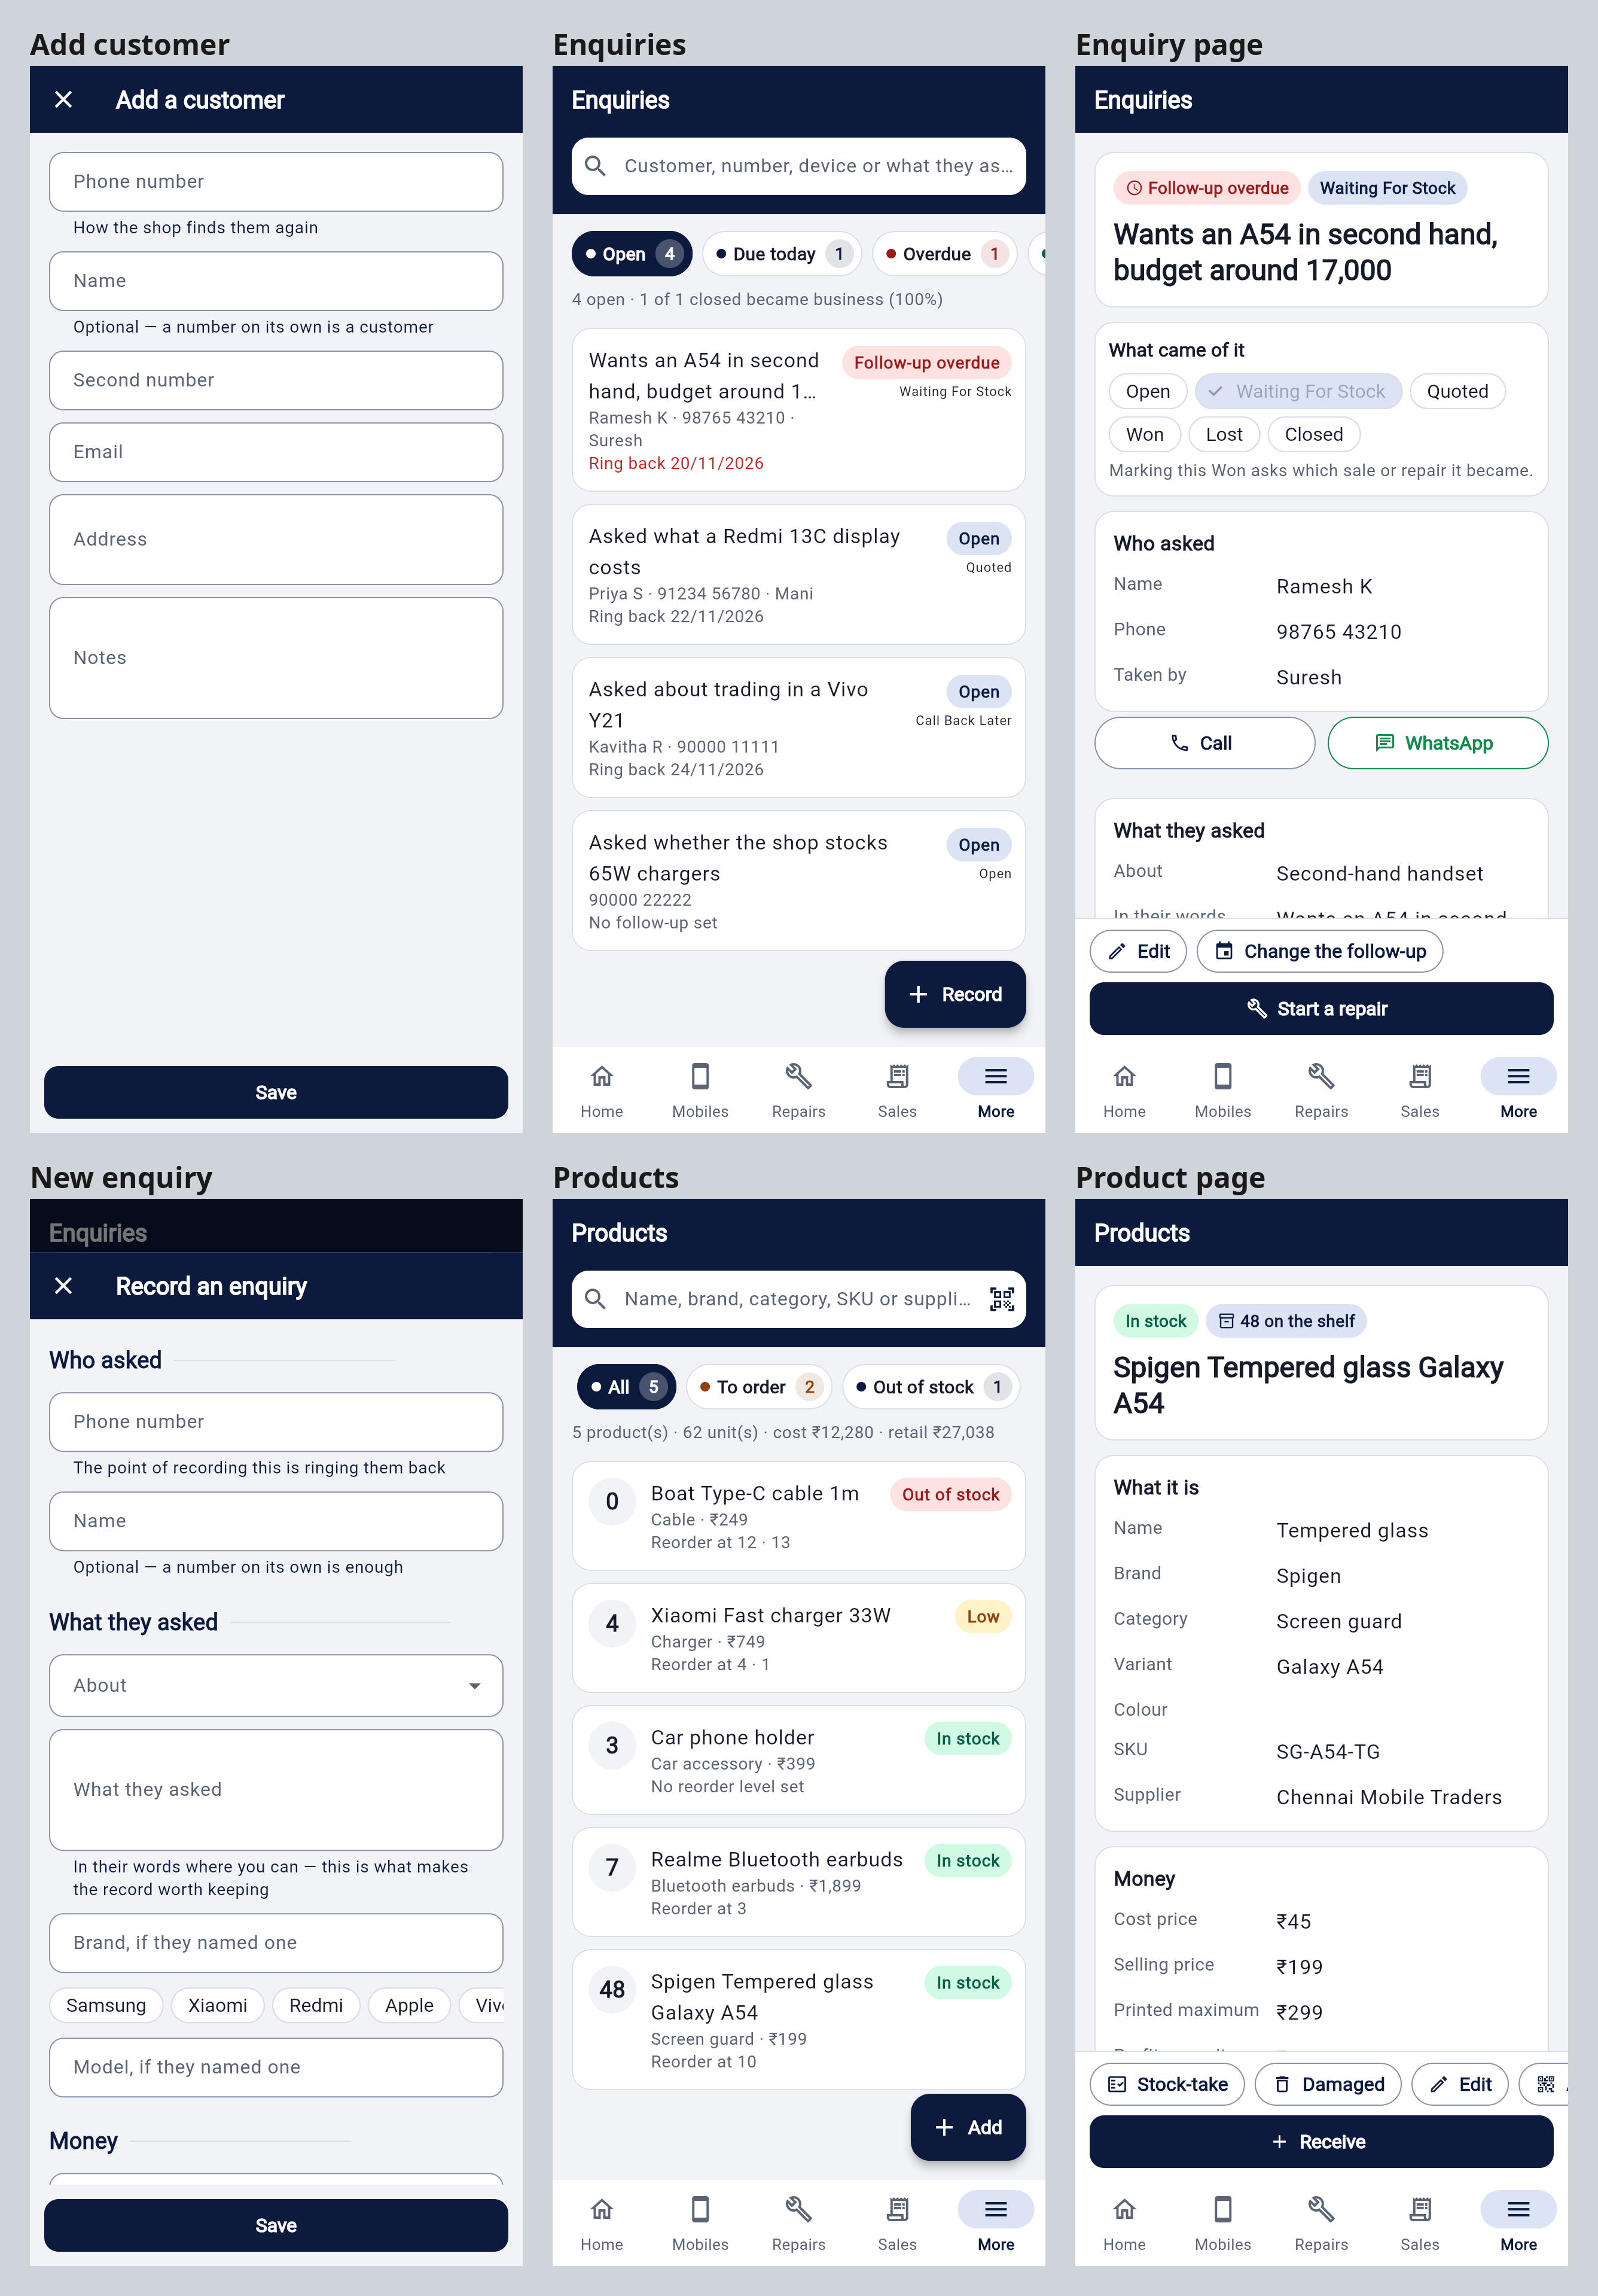 Add customer
Add a customer
Phone number
How the shop finds them again
Name
Optional — a number on its own is a customer
Second number
Email
Address
Notes
Save
Enquiries
Enquiries
Customer, number, device or what they as...
Open 4
Due today 1
Overdue 1
4 open · 1 of 1 closed became business (100%)
Wants an A54 in second hand, budget around 1...
Follow-up overdue
Waiting For Stock
Ramesh K · 98765 43210 ·
Suresh
Ring back 20/11/2026
Asked what a Redmi 13C display
costs
Open
Quoted
Priya S · 91234 56780 · Mani
Ring back 22/11/2026
Asked about trading in a Vivo
Y21
Open
Call Back Later
Kavitha R · 90000 11111
Ring back 24/11/2026
Asked whether the shop stocks
65W chargers
Open
Open
90000 22222
No follow-up set
Record
Home
Mobiles
Repairs
Sales
More
Enquiry page
Enquiries
Follow-up overdue
Waiting For Stock
Wants an A54 in second hand,
budget around 17,000
What came of it
Open
Waiting For Stock
Quoted
Won
Lost
Closed
Marking this Won asks which sale or repair it became.
Who asked
Name Ramesh K
Phone 98765 43210
Taken by Suresh
Call
WhatsApp
What they asked
About Second-hand handset
In their words Wants an A54 in second
Edit
Change the follow-up
Start a repair
Home
Mobiles
Repairs
Sales
More
New enquiry
Enquiries
Record an enquiry
Who asked
Phone number
The point of recording this is ringing them back
Name
Optional — a number on its own is enough
What they asked
About
What they asked
In their words where you can — this is what makes
the record worth keeping
Brand, if they named one
Samsung
Xiaomi
Redmi
Apple
Model, if they named one
Money
Save
Products
Products
Name, brand, category, SKU or suppli...
All 5
To order 2
Out of stock 1
5 product(s) · 62 unit(s) · cost ₹12,280 · retail ₹27,038
0
Boat Type-C cable 1m
Out of stock
Cable · ₹249
Reorder at 12 · 13
4
Xiaomi Fast charger 33W
Low
Charger · ₹749
Reorder at 4 · 1
3
Car phone holder
In stock
Car accessory · ₹399
No reorder level set
7
Realme Bluetooth earbuds
In stock
Bluetooth earbuds · ₹1,899
Reorder at 3
48
Spigen Tempered glass
Galaxy A54
In stock
Screen guard · ₹199
Reorder at 10
Add
Home
Mobiles
Repairs
Sales
More
Product page
Products
In stock
48 on the shelf
Spigen Tempered glass Galaxy
A54
What it is
Name Tempered glass
Brand Spigen
Category Screen guard
Variant Galaxy A54
Colour
SKU SG-A54-TG
Supplier Chennai Mobile Traders
Money
Cost price ₹45
Selling price ₹199
Printed maximum ₹299
Stock-take
Damaged
Edit
Receive
Home
Mobiles
Repairs
Sales
More